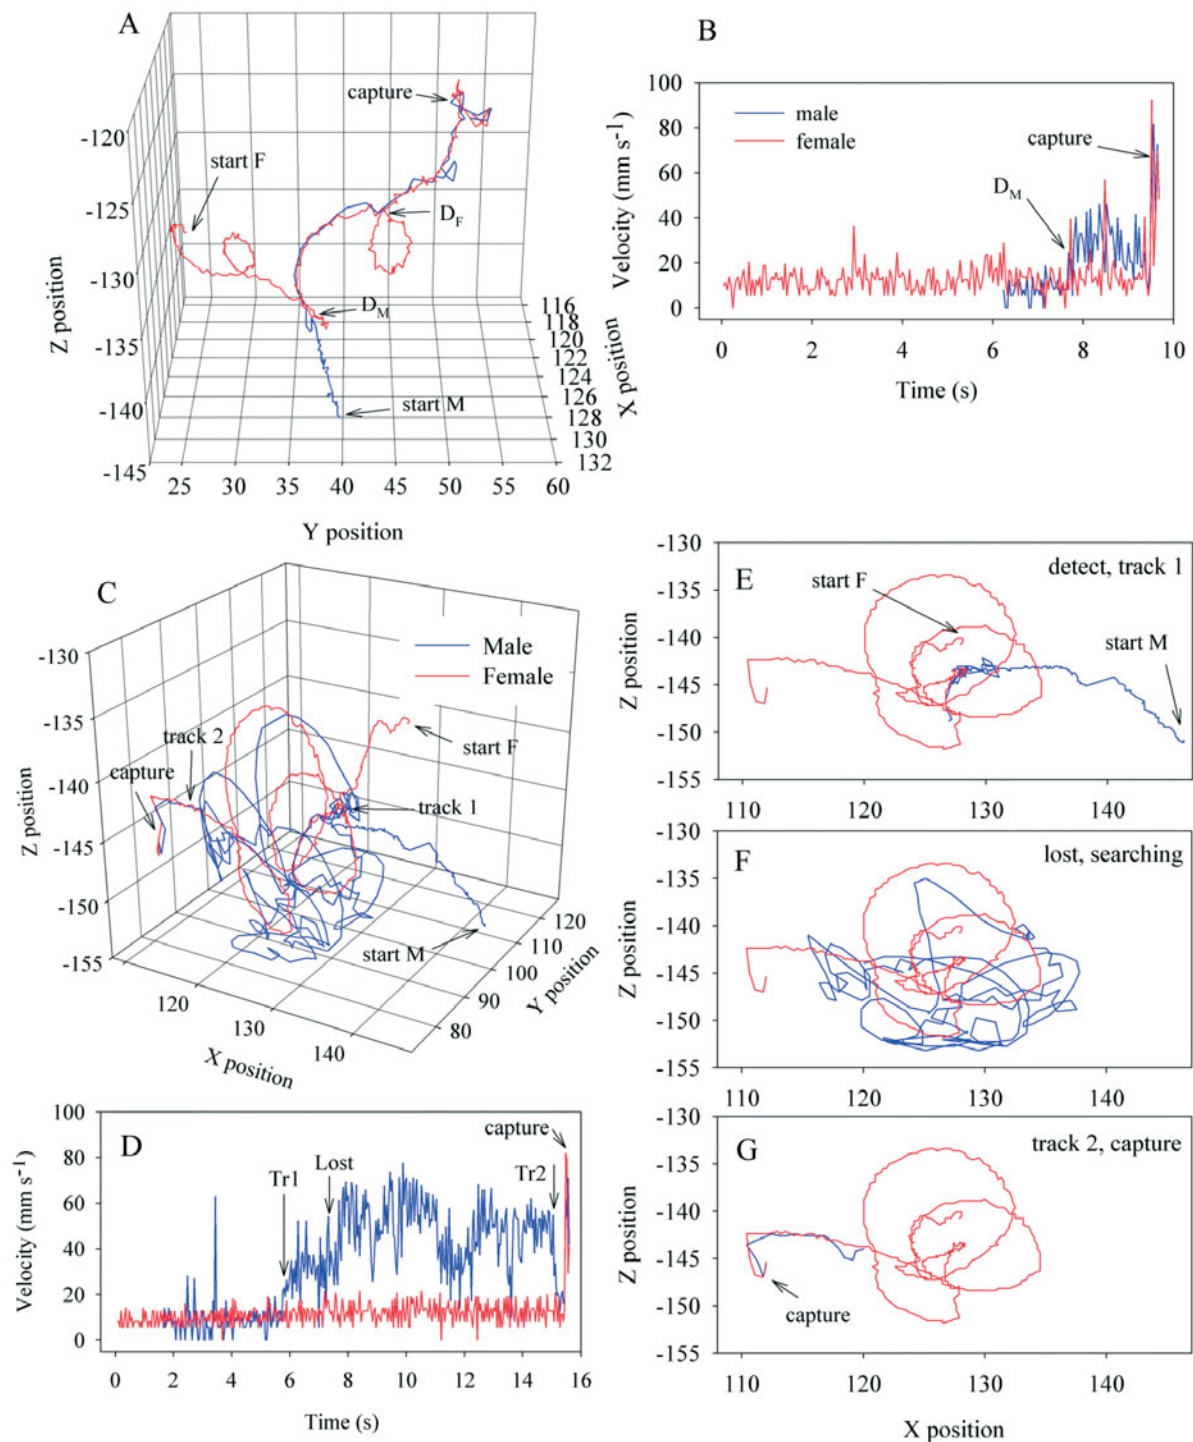 A
capture
start F
D_F
D_M
start M
Z position
-120
-125
-130
-135
-140
-145
25 30 35 40 45 50 55 60
Y position
116
118
120
122
124
126
128
130
132
X position
B
male
female
capture
D_M
Velocity (mm s⁻¹)
100
80
60
40
20
0
0 2 4 6 8 10
Time (s)
C
Male
Female
track 2
capture
start F
track 1
start M
Z position
-130
-135
-140
-145
-150
-155
120 130 140
X position
80 90 100 110 120
Y position
D
capture
Tr1
Lost
Tr2
Velocity (mm s⁻¹)
100
80
60
40
20
0
0 2 4 6 8 10 12 14 16
Time (s)
E
detect, track 1
start F
start M
Z position
-130
-135
-140
-145
-150
-155
110 120 130 140
F
lost, searching
Z position
-130
-135
-140
-145
-150
-155
110 120 130 140
G
track 2, capture
capture
Z position
-130
-135
-140
-145
-150
-155
110 120 130 140
X position